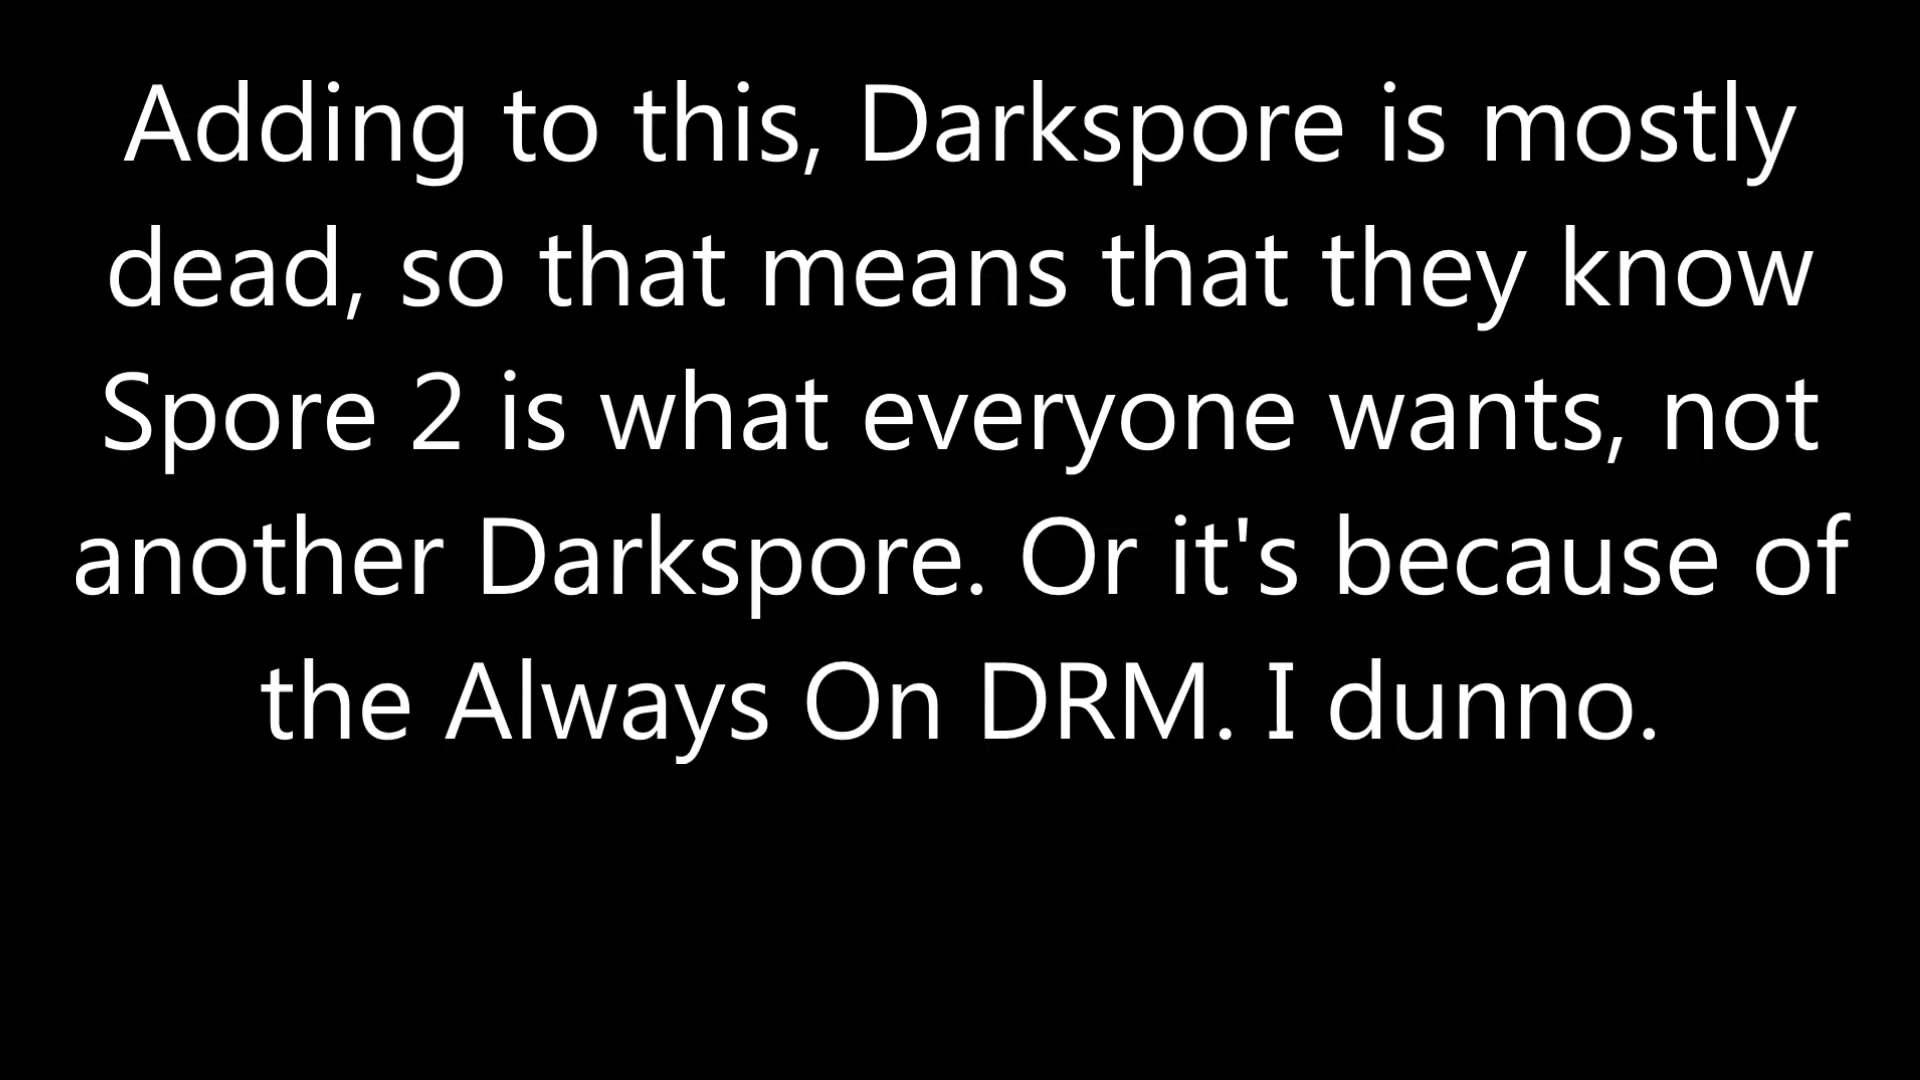 Adding to this, Darkspore is mostly
dead, so that means that they know
Spore 2 is what everyone wants, not
another Darkspore. Or it's because of
the Always On DRM. I dunno.